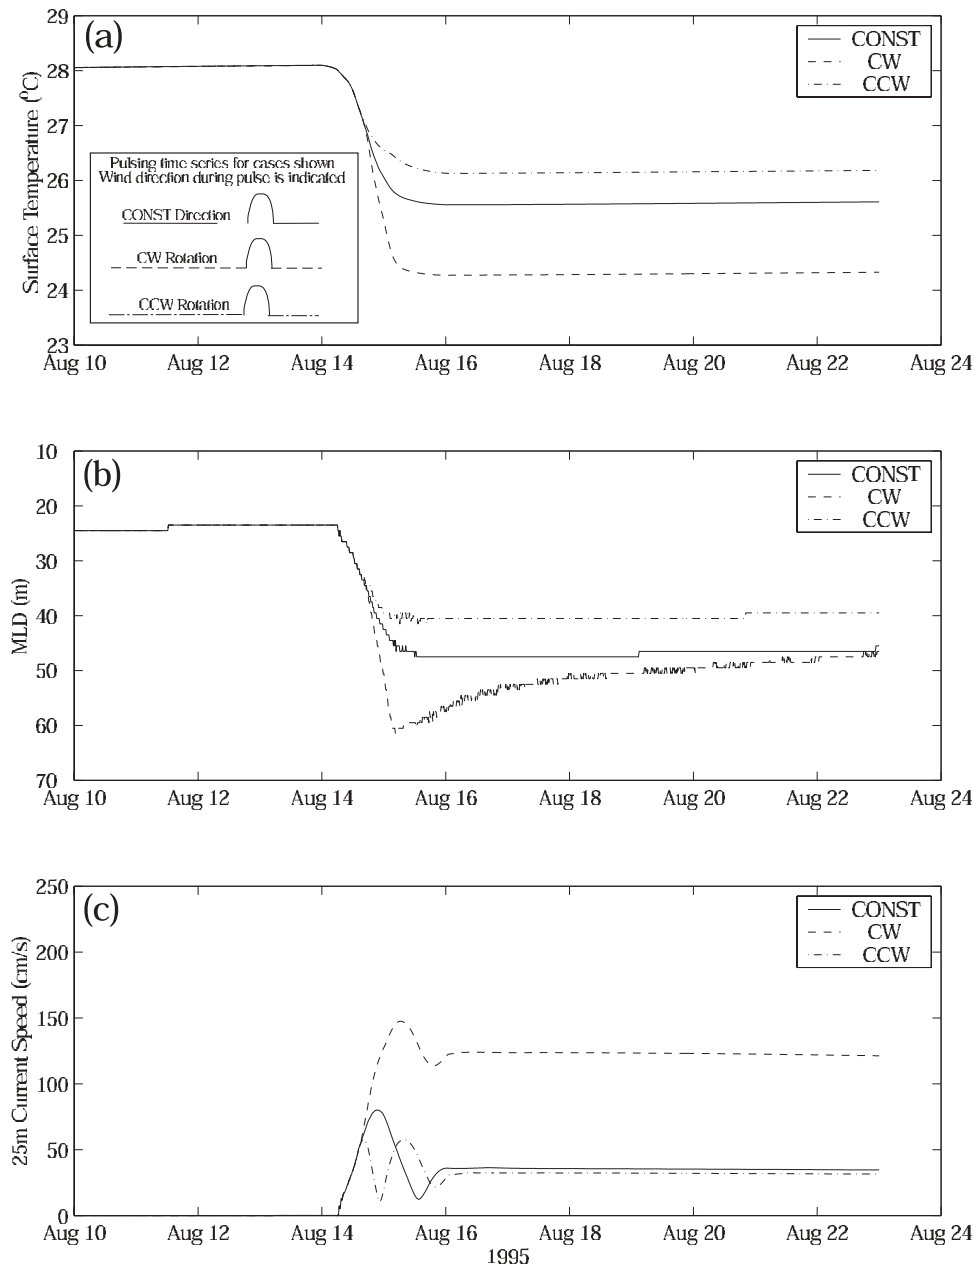 (a)
29
28
27
26
25
24
23
Surface Temperature (°C)
CONST
CW
CCW
Pulsing time series for cases shown
Wind direction during pulse is indicated
CONST Direction
CW Rotation
CCW Rotation
Aug 10 Aug 12 Aug 14 Aug 16 Aug 18 Aug 20 Aug 22 Aug 24
(b)
10
20
30
40
50
60
70
MLD (m)
CONST
CW
CCW
Aug 10 Aug 12 Aug 14 Aug 16 Aug 18 Aug 20 Aug 22 Aug 24
(c)
250
200
150
100
50
0
25m Current Speed (cm/s)
CONST
CW
CCW
Aug 10 Aug 12 Aug 14 Aug 16 Aug 18 Aug 20 Aug 22 Aug 24
1995